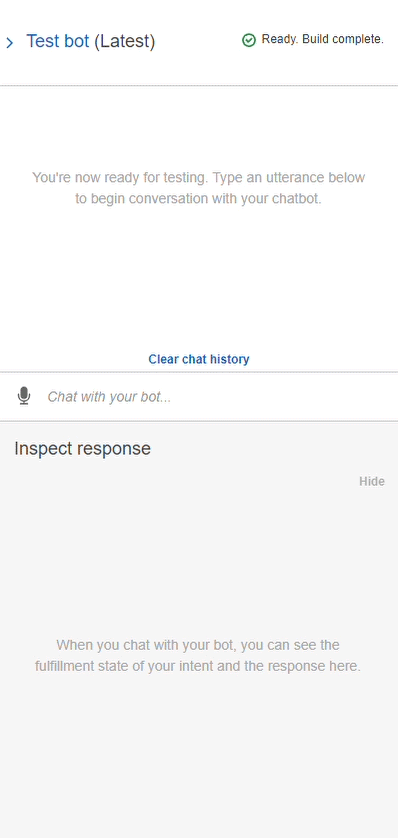 Test bot (Latest)
Ready. Build complete.
You're now ready for testing. Type an utterance below
to begin conversation with your chatbot.
Clear chat history
Chat with your bot...
Inspect response
Hide
When you chat with your bot, you can see the
fulfillment state of your intent and the response here.